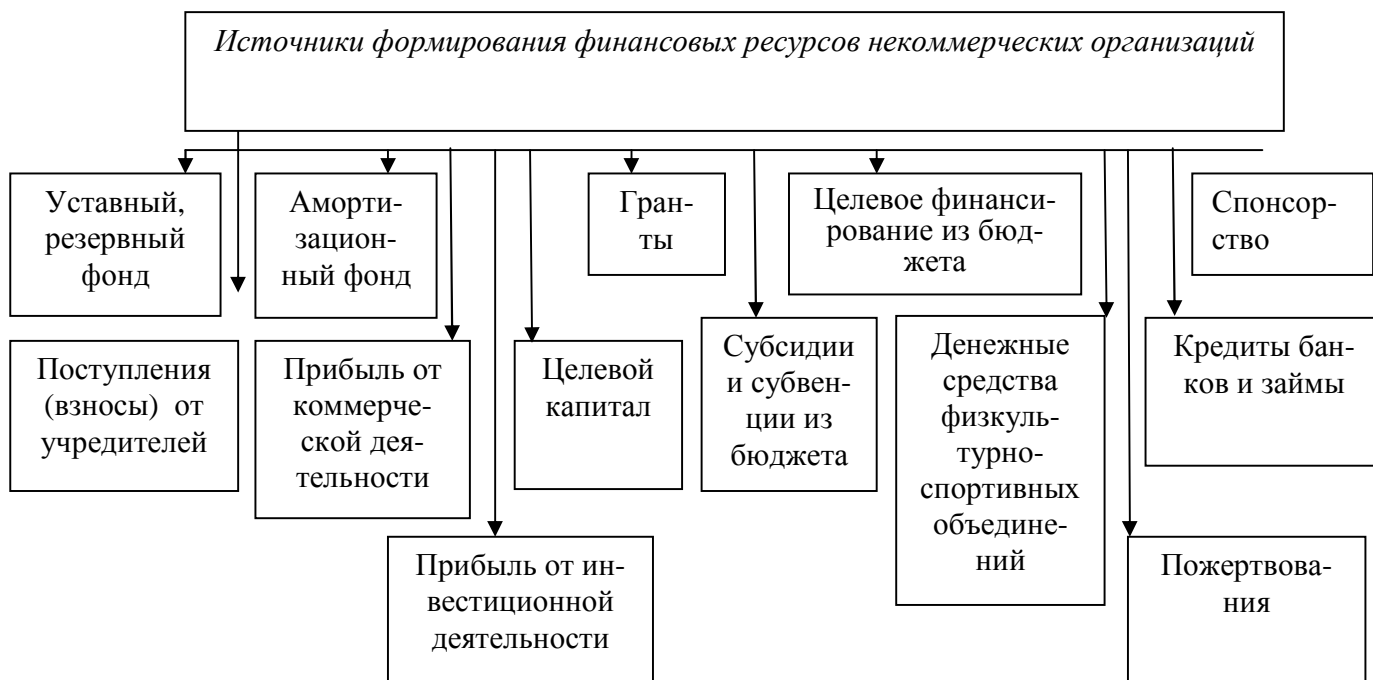 Источники формирования финансовых ресурсов некоммерческих организаций
Уставный,
резервный
фонд
Аморти-
зацион-
ный фонд
Гран-
ты
Целевое финанси-
рование из бюд-
жета
Спонсор-
ство
Поступления
(взносы) от
учредителей
Прибыль от
коммерче-
ской дея-
тельности
Целевой
капитал
Субсидии
и субвен-
ции из
бюджета
Денежные
средства
физкуль-
турно-
спортивных
объедине-
ний
Кредиты бан-
ков и займы
Прибыль от ин-
вестиционной
деятельности
Пожертвова-
ния